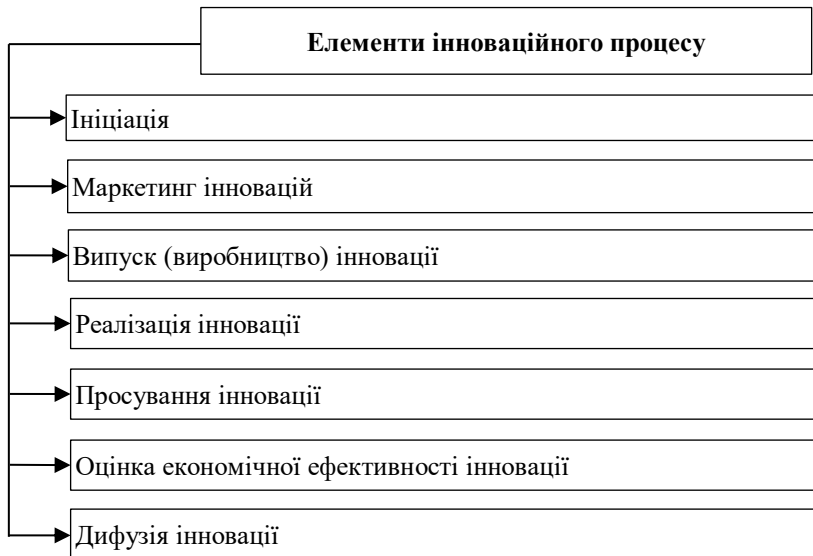 Елементи інноваційного процесу
Ініціація
Маркетинг інновацій
Випуск (виробництво) інновації
Реалізація інновації
Просування інновації
Оцінка економічної ефективності інновації
Дифузія інновації